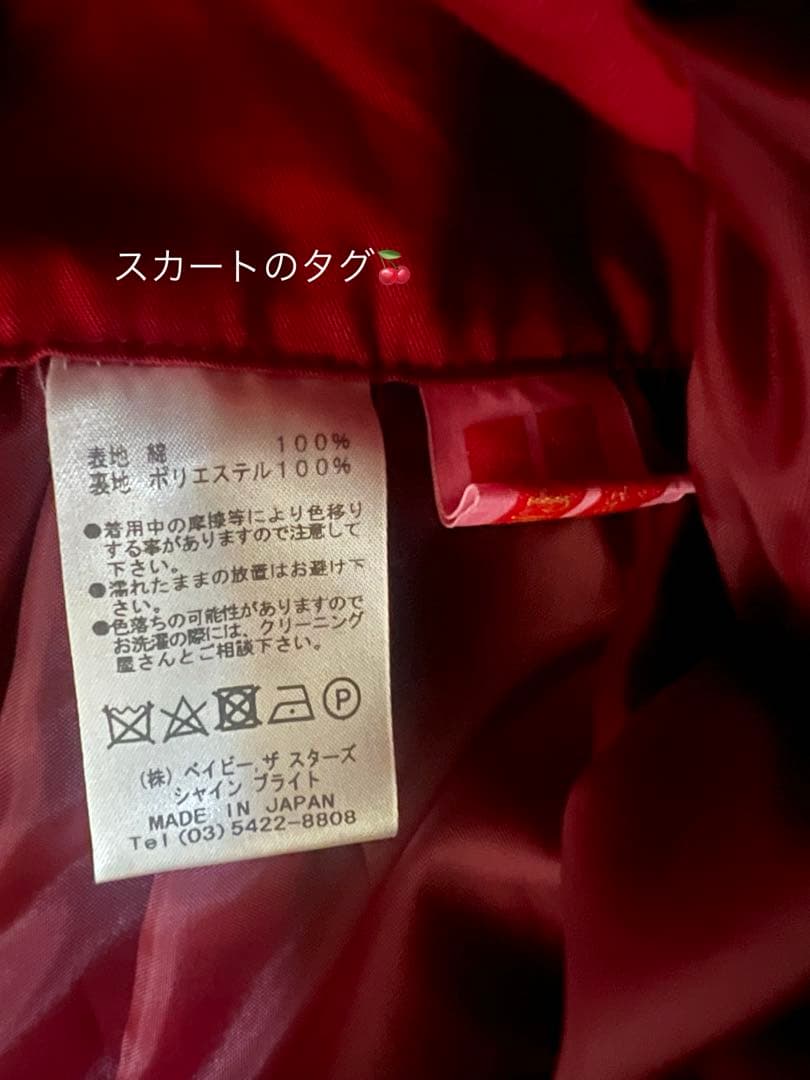 スカートのタグ🍒
表地 綿 100%
裏地 ポリエステル100%
●着用中の摩擦等により色移り
する事がありますので注意して
下さい。
●濡れたままの放置はお避け下
さい。
●色落ちの可能性がありますので
お洗濯の際には、クリーニング
屋さんとご相談下さい。
P
(株) ベイビー,ザ スターズ
シャイン ブライト
MADE IN JAPAN
Tel(03)5422-8808